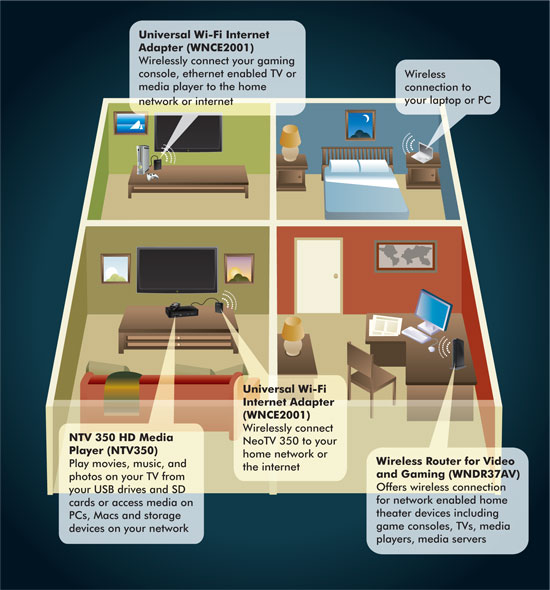 Universal Wi-Fi Internet
Adapter (WNCE2001)
Wirelessly connect your gaming
console, ethernet enabled TV or
media player to the home
network or internet
Wireless
connection to
your laptop or PC
Universal Wi-Fi
Internet Adapter
(WNCE2001)
Wirelessly connect
NeoTV 350 to your
home network or
the internet
NTV 350 HD Media
Player (NTV350)
Play movies, music, and
photos on your TV from
your USB drives and SD
cards or access media on
PCs, Macs and storage
devices on your network
Wireless Router for Video
and Gaming (WNDR37AV)
Offers wireless connection
for network enabled home
theater devices including
game consoles, TVs, media
players, media servers